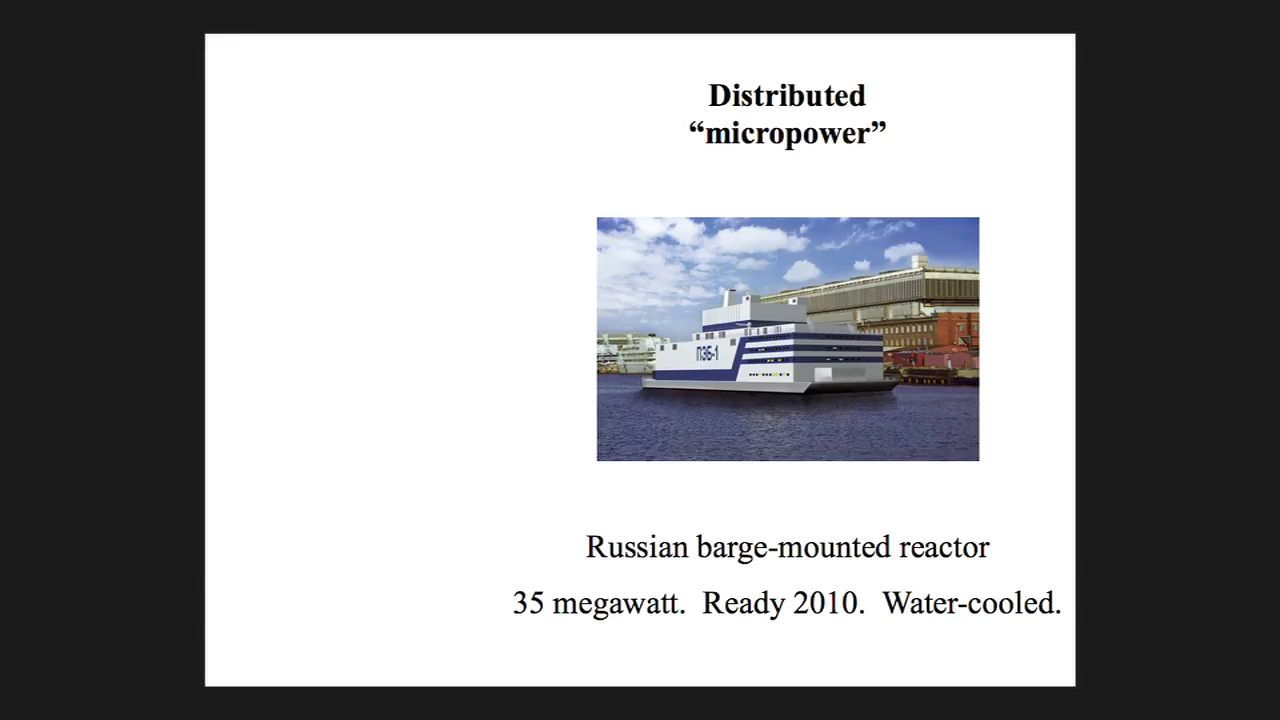 Distributed
“micropower”
ПЭБ-1
Russian barge-mounted reactor
35 megawatt.  Ready 2010.  Water-cooled.